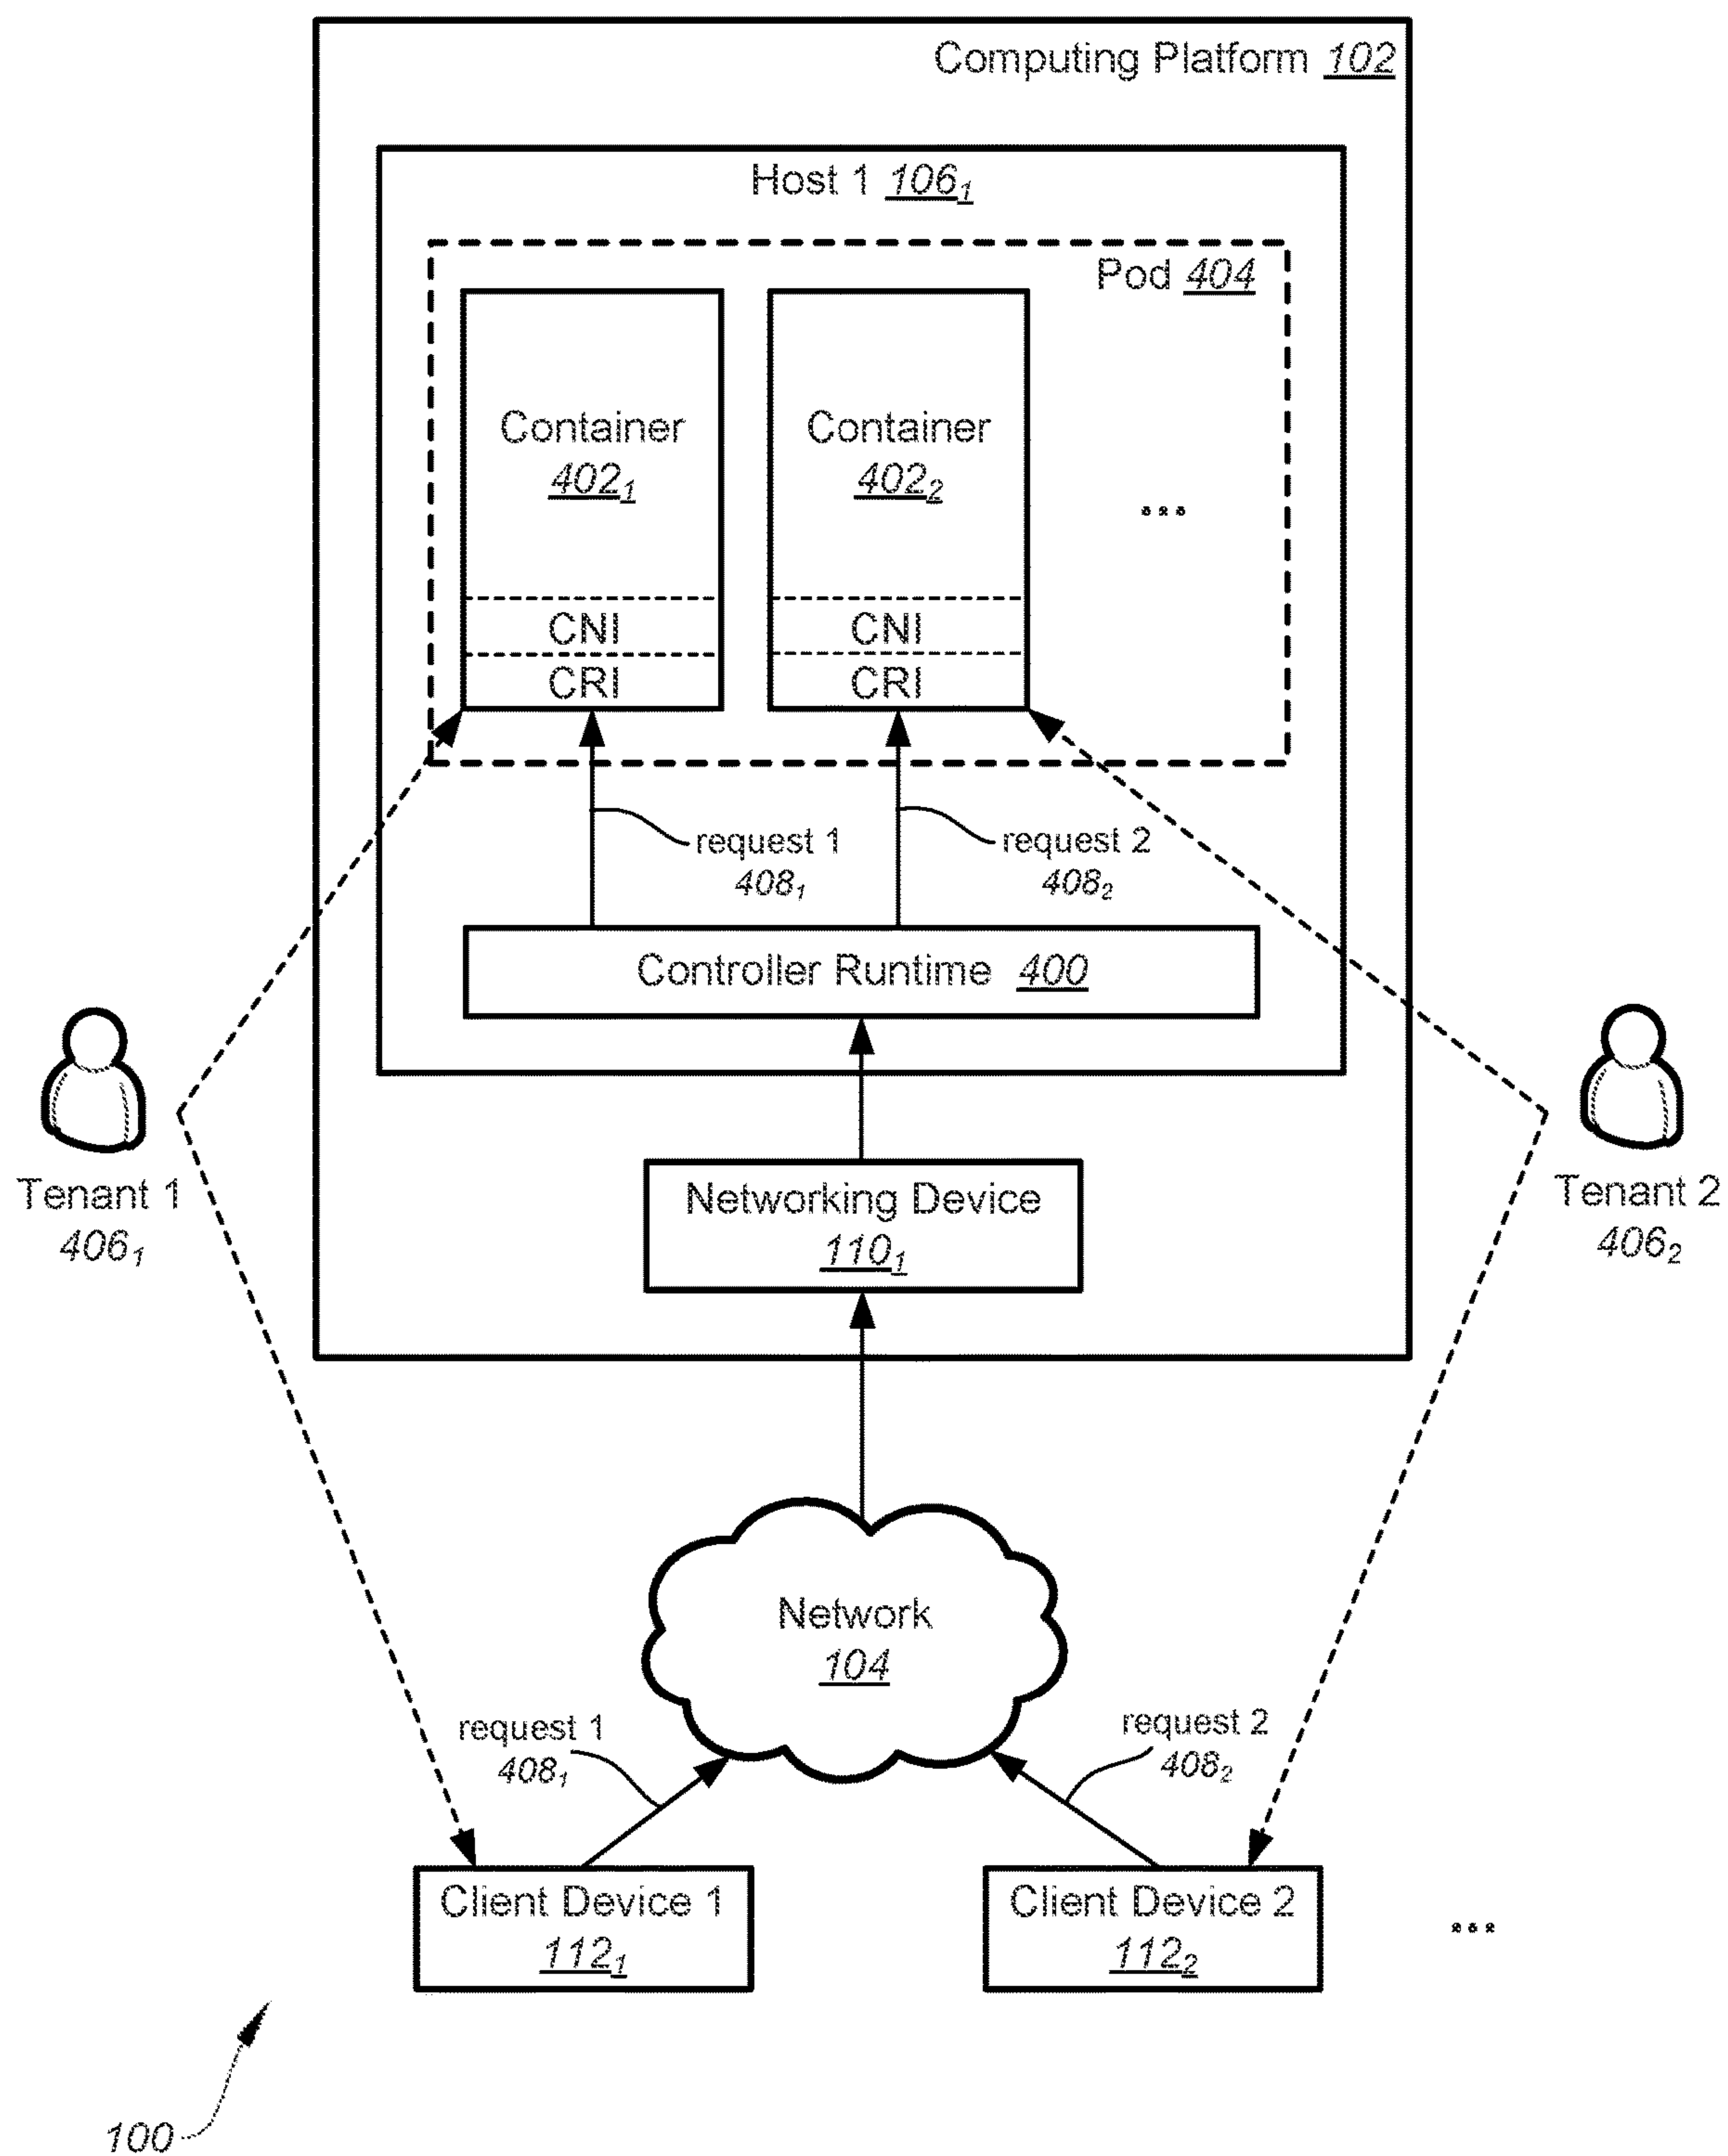 Computing Platform 102
Host 1 106₁
Pod 404
Container
402₁
Container
402₂
...
CNI
CRI
CNI
CRI
request 1
408₁
request 2
408₂
Controller Runtime 400
Tenant 1
406₁
Tenant 2
406₂
Networking Device
110₁
Network
104
request 1
408₁
request 2
408₂
Client Device 1
112₁
Client Device 2
112₂
...
100